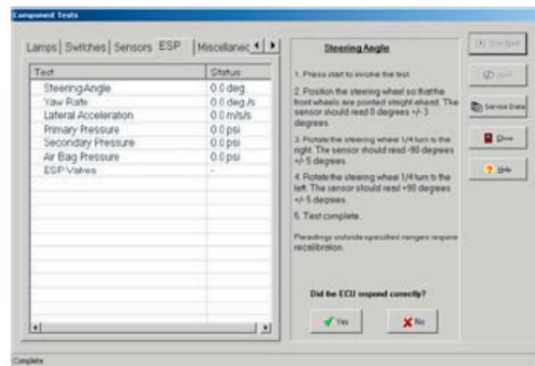 Component Tests
Lamps Switches Sensors ESP Miscellanec
Test Status
Steering Angle 0.0 deg.
Yaw Rate 0.0 deg./s
Lateral Acceleration 0.0 m/s/s
Primary Pressure 0.0 psi
Secondary Pressure 0.0 psi
Air Bag Pressure 0.0 psi
ESP Valves -
Steering Angle
1. Press start to invoke the test.
2. Position the steering wheel so that the
front wheels are pointed straight ahead. The
sensor should read 0 degrees +/- 3
degrees.
3. Rotate the steering wheel 1/4 turn to the
right. The sensor should read -90 degrees
+/- 5 degrees.
4. Rotate the steering wheel 1/4 turn to the
left. The sensor should read +90 degrees
+/- 5 degrees.
5. Test complete.
Readings outside specified ranges require
recalibration.
Did the ECU respond correctly?
Yes No
Service Data
Help
Complete